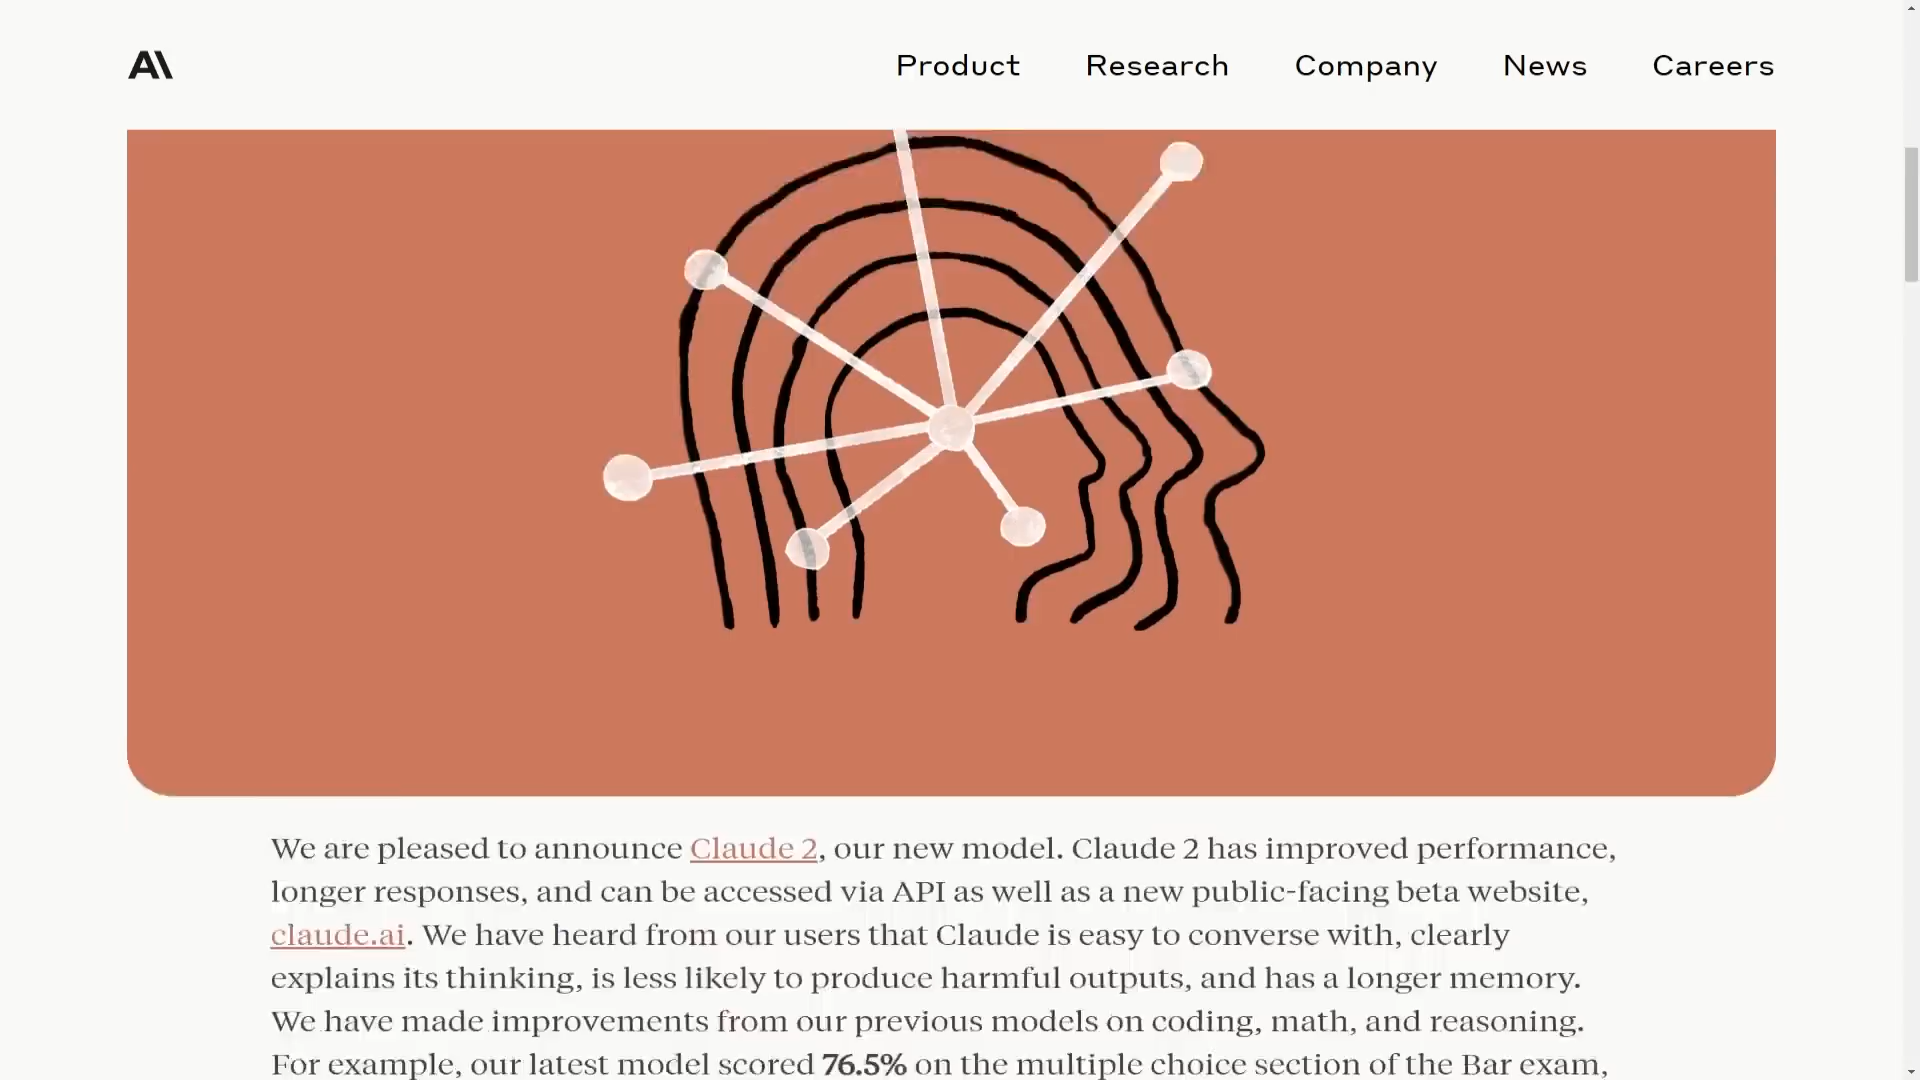 A\
Product Research Company News Careers
We are pleased to announce Claude 2, our new model. Claude 2 has improved performance,
longer responses, and can be accessed via API as well as a new public-facing beta website,
claude.ai. We have heard from our users that Claude is easy to converse with, clearly
explains its thinking, is less likely to produce harmful outputs, and has a longer memory.
We have made improvements from our previous models on coding, math, and reasoning.
For example, our latest model scored 76.5% on the multiple choice section of the Bar exam,